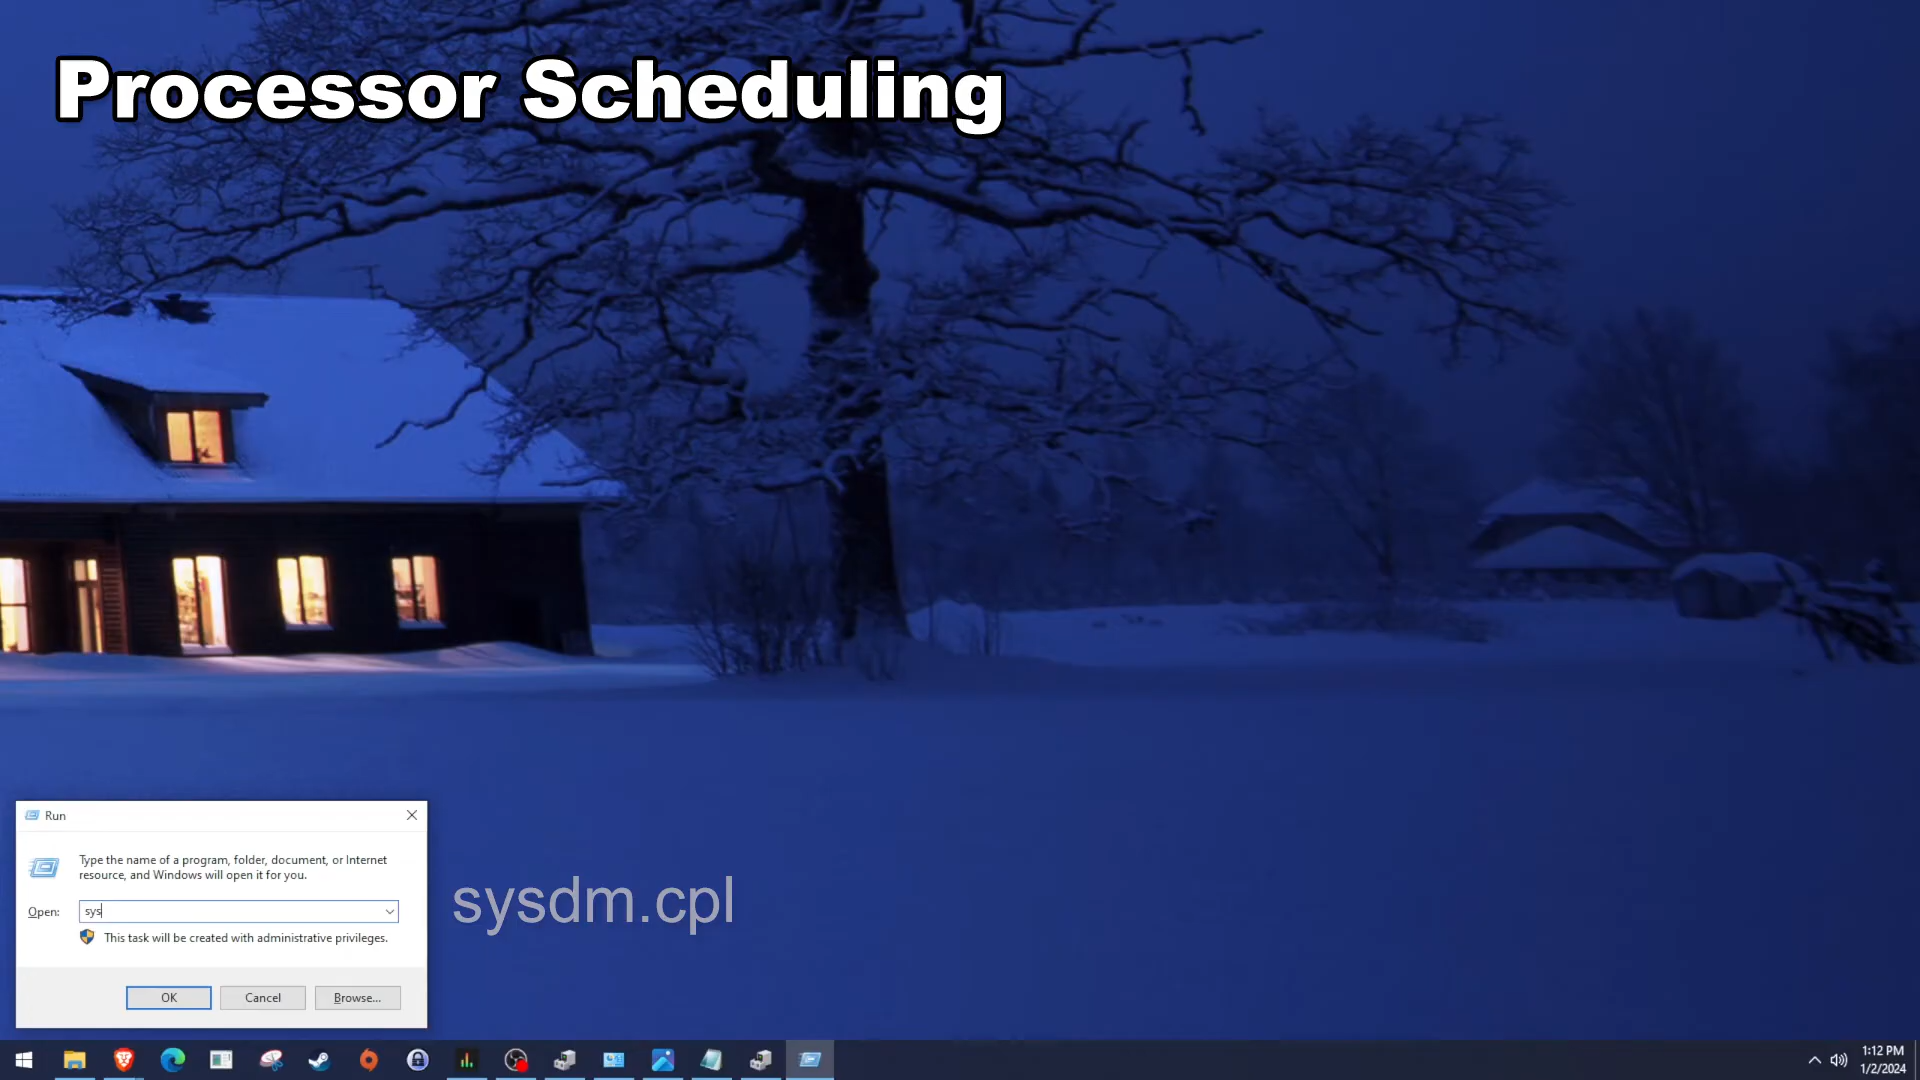 Processor Scheduling
Run
Type the name of a program, folder, document, or Internet
resource, and Windows will open it for you.
Open: sys
sysdm.cpl
This task will be created with administrative privileges.
OK Cancel Browse...
1:12 PM
1/2/2024